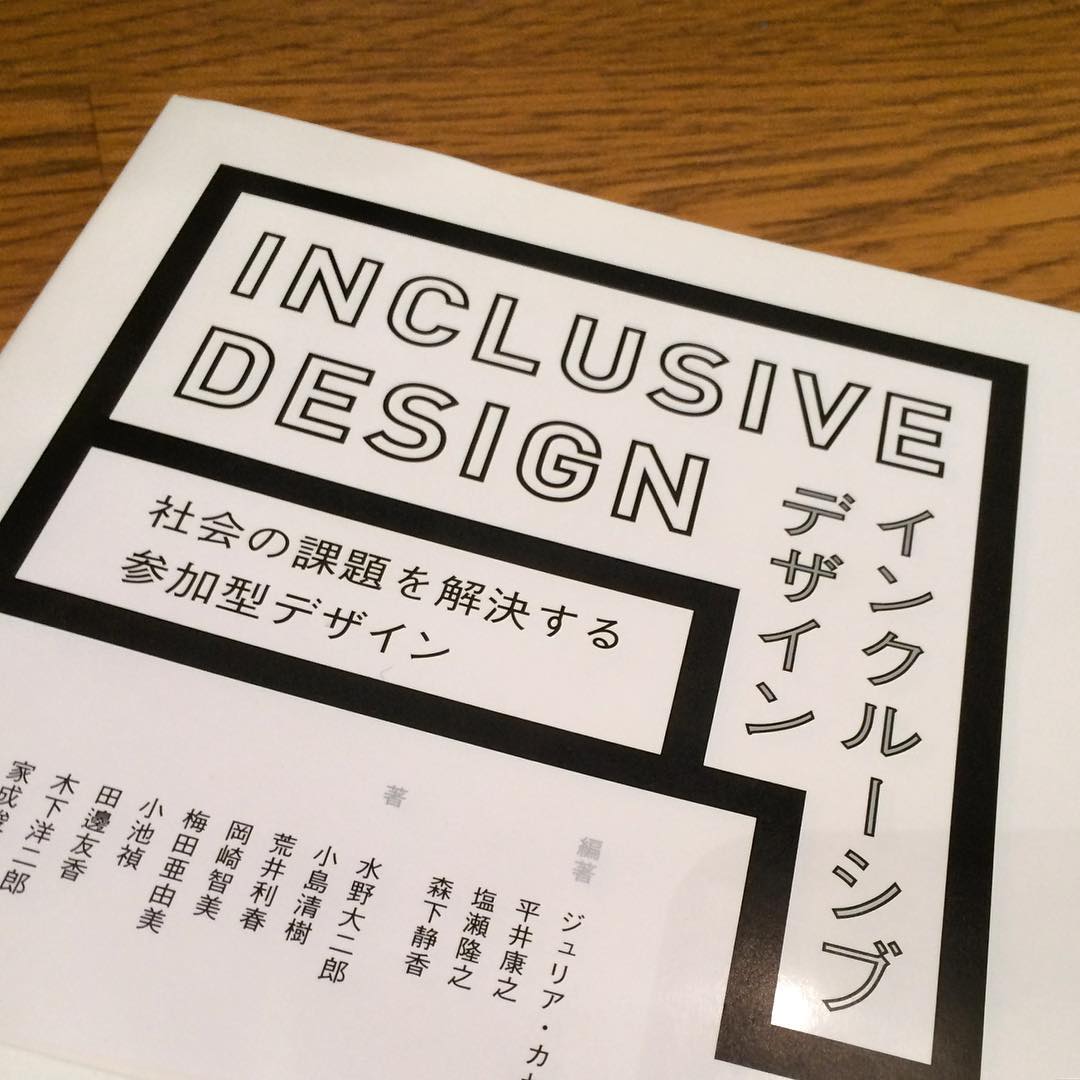 INCLUSIVE
DESIGN
インクルーシブ
デザイン
社会の課題を解決する
参加型デザイン
編著
ジュリア・カ
平井康之
塩瀬隆之
森下静香
著
水野大二郎
小島清樹
荒井利春
岡崎智美
梅田亜由美
小池禎
田邊友香
木下洋二郎
家成俊